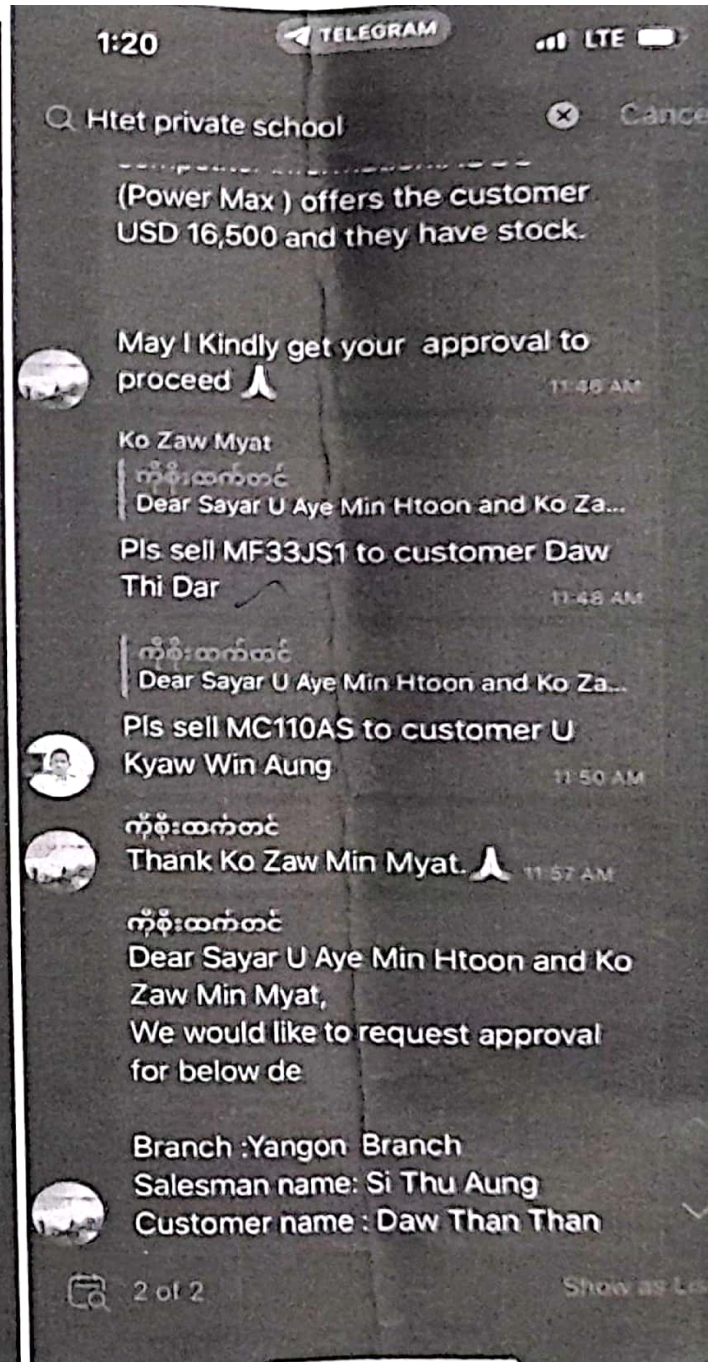 1:20
TELEGRAM
LTE
Htet private school
Cance
(Power Max ) offers the customer
USD 16,500 and they have stock.
May I Kindly get your approval to
proceed 🙏
11:46 AM
Ko Zaw Myat
ကိုစိုးထက်တင်
Dear Sayar U Aye Min Htoon and Ko Za...
Pls sell MF33JS1 to customer Daw
Thi Dar
11:48 AM
ကိုစိုးထက်တင်
Dear Sayar U Aye Min Htoon and Ko Za...
Pls sell MC110AS to customer U
Kyaw Win Aung
11:50 AM
ကိုစိုးထက်တင်
Thank Ko Zaw Min Myat. 🙏 11:57 AM
ကိုစိုးထက်တင်
Dear Sayar U Aye Min Htoon and Ko
Zaw Min Myat,
We would like to request approval
for below de
Branch :Yangon Branch
Salesman name: Si Thu Aung
Customer name : Daw Than Than
2 of 2
Show as Lis